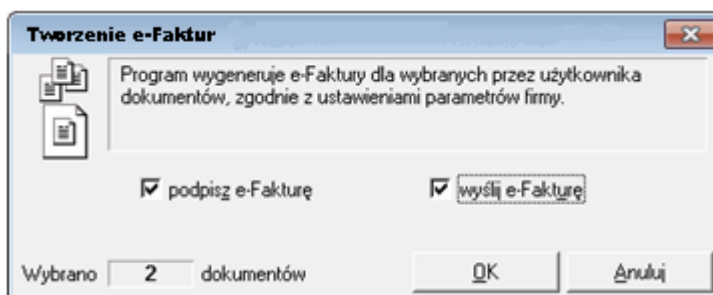 Tworzenie e-Faktur
Program wygeneruje e-Faktury dla wybranych przez użytkownika
dokumentów, zgodnie z ustawieniami parametrów firmy.
podpisz e-Fakturę wyślij e-Fakturę
Wybrano 2 dokumentów OK Anuluj